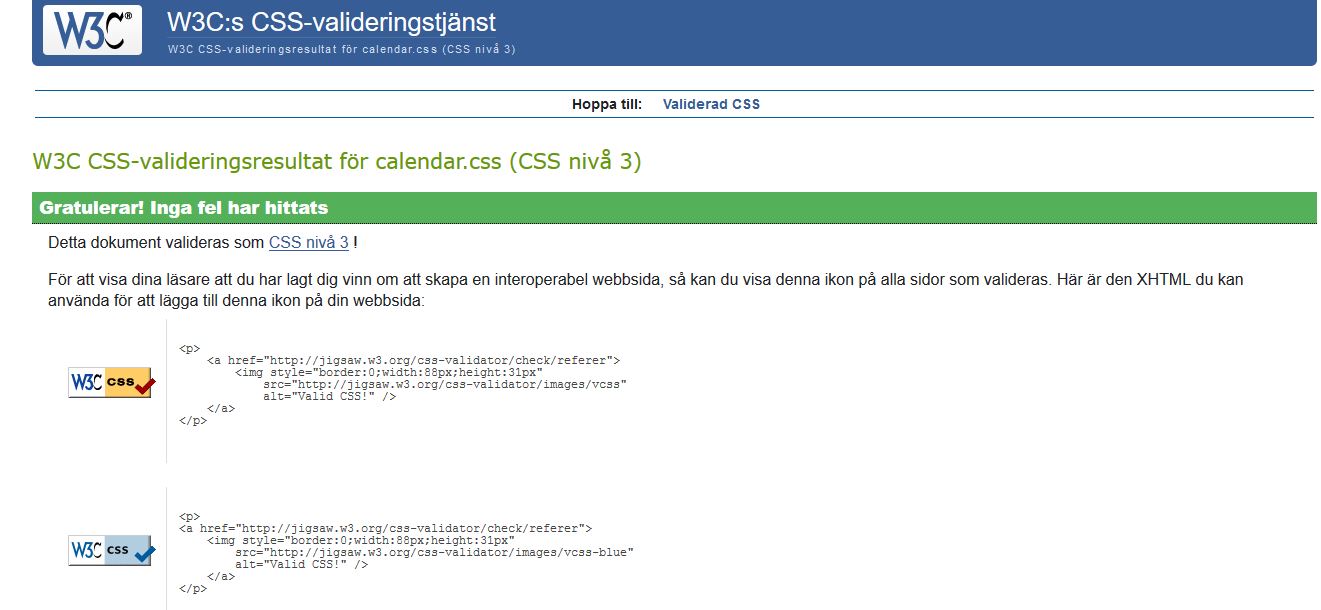 W3C®
W3C:s CSS-valideringstjänst
W3C CSS-valideringsresultat för calendar.css (CSS nivå 3)
Hoppa till: Validerad CSS
W3C CSS-valideringsresultat för calendar.css (CSS nivå 3)
Gratulerar! Inga fel har hittats
Detta dokument valideras som CSS nivå 3 !
För att visa dina läsare att du har lagt dig vinn om att skapa en interoperabel webbsida, så kan du visa denna ikon på alla sidor som valideras. Här är den XHTML du kan
använda för att lägga till denna ikon på din webbsida:
W3C css
<p>
<a href="http://jigsaw.w3.org/css-validator/check/referer">
<img style="border:0;width:88px;height:31px"
src="http://jigsaw.w3.org/css-validator/images/vcss"
alt="Valid CSS!" />
</a>
</p>
W3C css
<p>
<a href="http://jigsaw.w3.org/css-validator/check/referer">
<img style="border:0;width:88px;height:31px"
src="http://jigsaw.w3.org/css-validator/images/vcss-blue"
alt="Valid CSS!" />
</a>
</p>